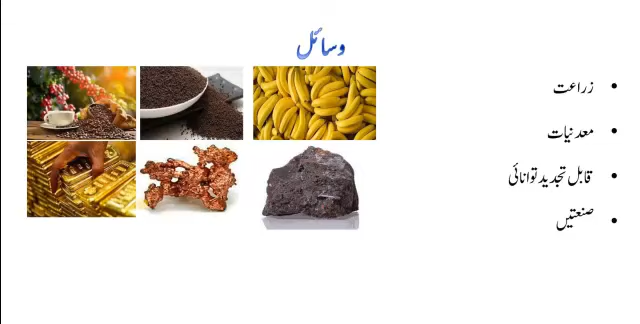 وسائل
• زراعت
• معدنیات
• قابل تجدید توانائی
• صنعتیں